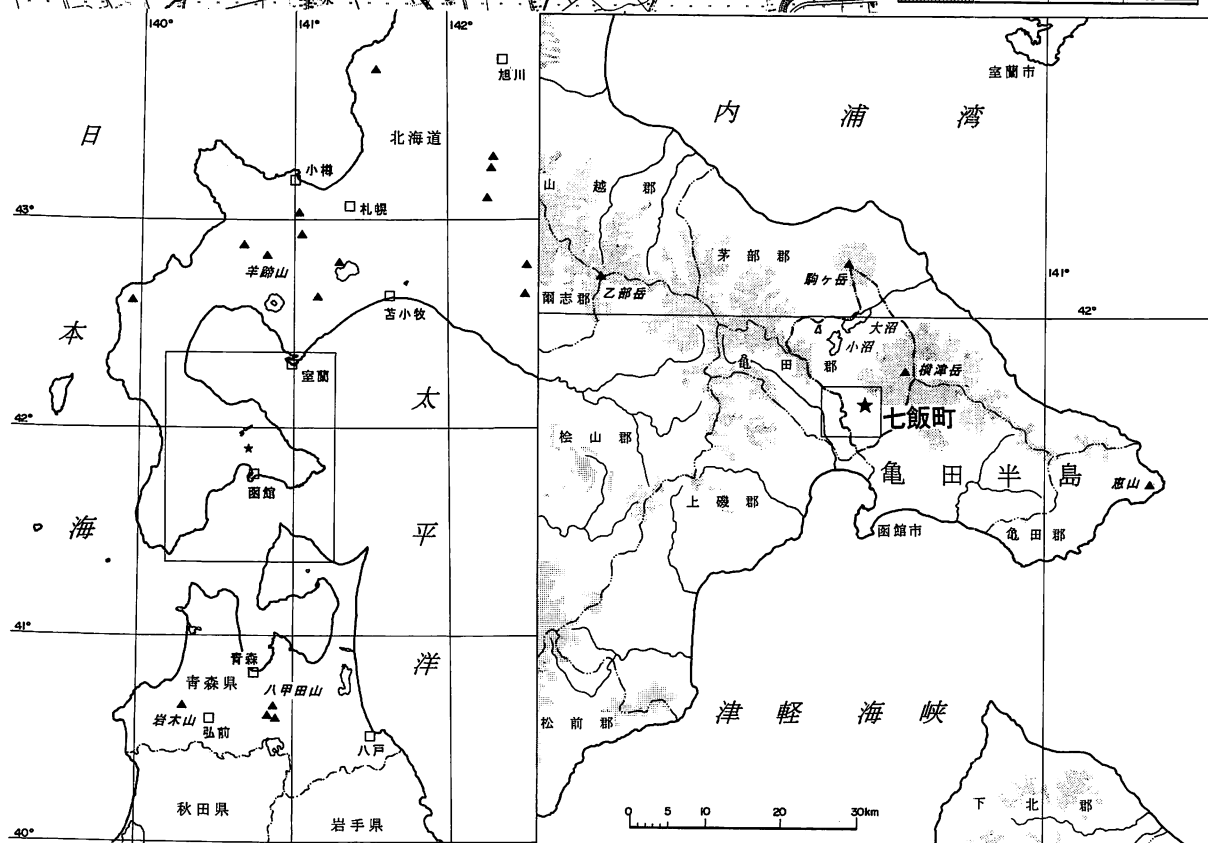 140°
141°
142°
旭川
日
北海道
小樽
札幌
43°
羊蹄山
苫小牧
本
室蘭
太
42°
函館
海
平
41°
青森
洋
青森県
八甲田山
岩木山
弘前
八戸
秋田県
岩手県
40°
室蘭市
内浦湾
山越郡
茅部郡
駒ヶ岳
141°
爾志郡
乙部岳
42°
大沼
小沼
亀田郡
横津岳
七飯町
桧山郡
亀田半島
恵山
上磯郡
函館市
亀田郡
松前郡
津軽海峡
下北郡
0 5 10 20 30km